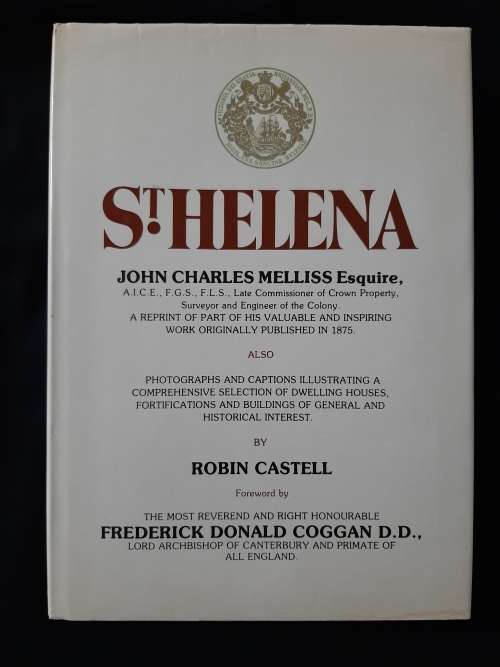 ST. HELENA
JOHN CHARLES MELLISS Esquire,
A.I.C.E., F.G.S., F.L.S., Late Commissioner of Crown Property,
Surveyor and Engineer of the Colony.
A REPRINT OF PART OF HIS VALUABLE AND INSPIRING
WORK ORIGINALLY PUBLISHED IN 1875.
ALSO
PHOTOGRAPHS AND CAPTIONS ILLUSTRATING A
COMPREHENSIVE SELECTION OF DWELLING HOUSES,
FORTIFICATIONS AND BUILDINGS OF GENERAL AND
HISTORICAL INTEREST.
BY
ROBIN CASTELL
Foreword by
THE MOST REVEREND AND RIGHT HONOURABLE
FREDERICK DONALD COGGAN D.D.,
LORD ARCHBISHOP OF CANTERBURY AND PRIMATE OF
ALL ENGLAND.